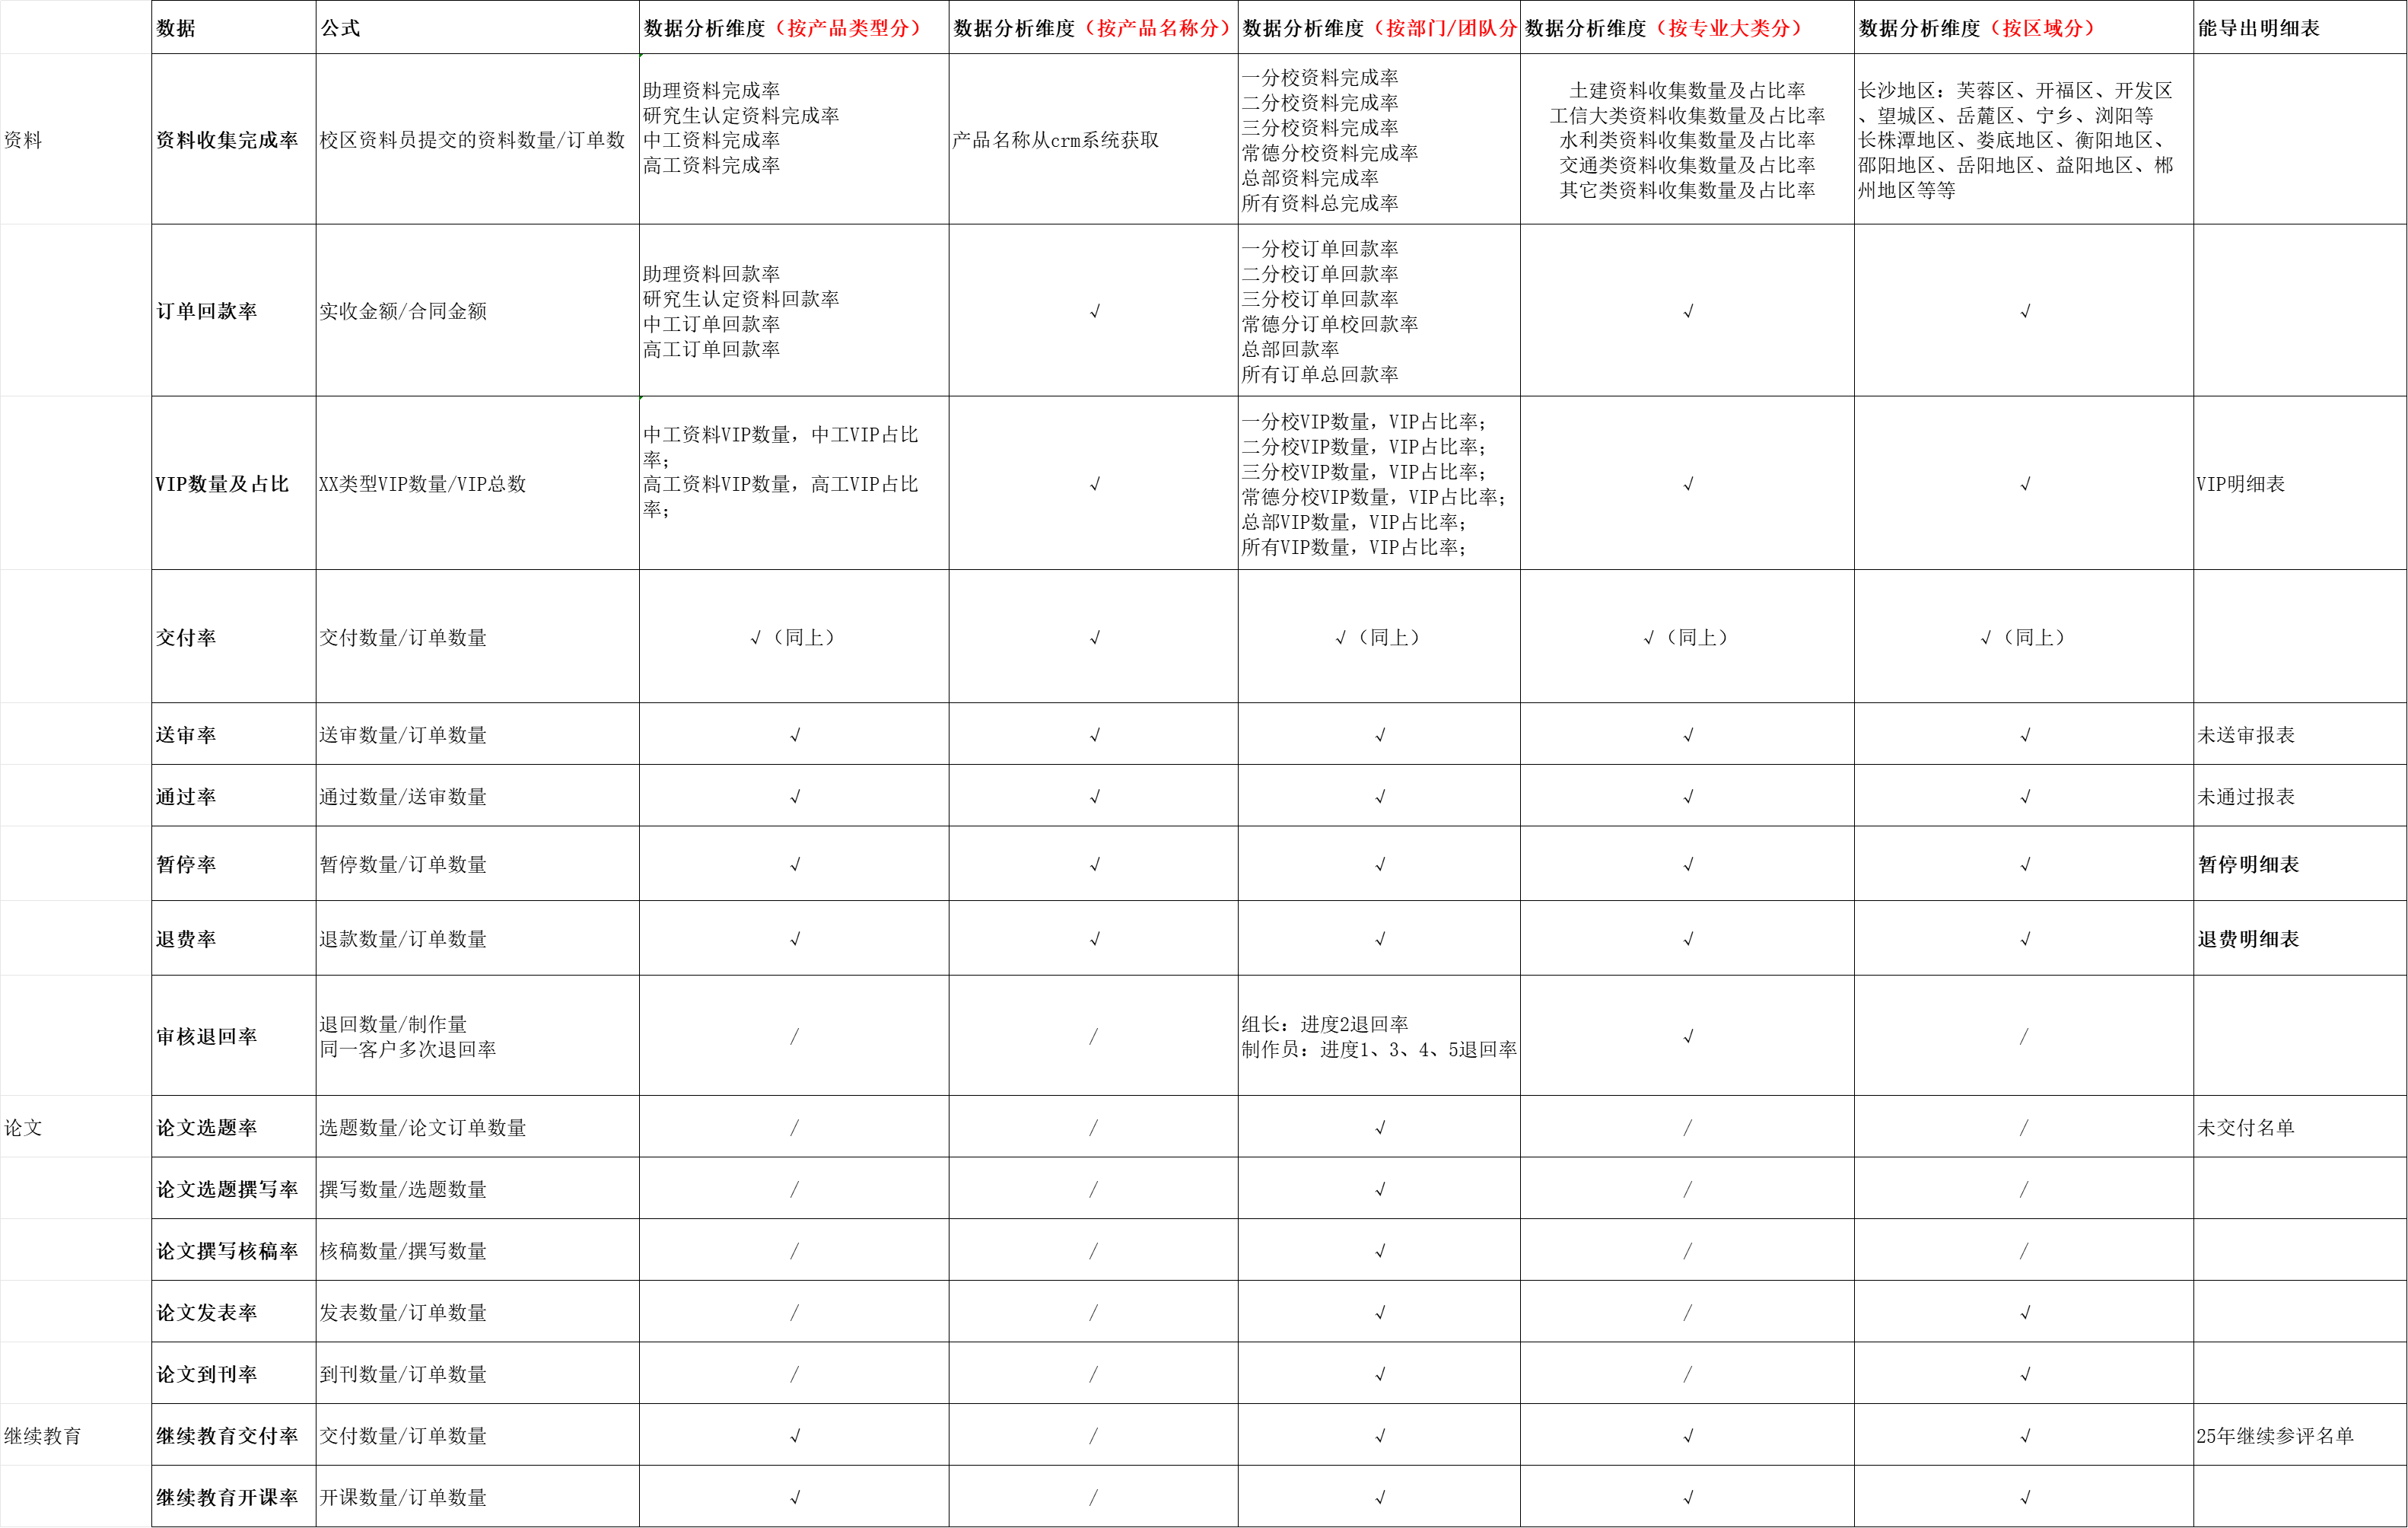 数据
公式
数据分析维度（按产品类型分）
数据分析维度（按产品名称分）
数据分析维度（按部门/团队分
数据分析维度（按专业大类分）
数据分析维度（按区域分）
能导出明细表
资料
资料收集完成率
校区资料员提交的资料数量/订单数
助理资料完成率
研究生认定资料完成率
中工资料完成率
高工资料完成率
产品名称从crm系统获取
一分校资料完成率
二分校资料完成率
三分校资料完成率
常德分校资料完成率
总部资料完成率
所有资料总完成率
土建资料收集数量及占比率
工信大类资料收集数量及占比率
水利类资料收集数量及占比率
交通类资料收集数量及占比率
其它类资料收集数量及占比率
长沙地区：芙蓉区、开福区、开发区
、望城区、岳麓区、宁乡、浏阳等
长株潭地区、娄底地区、衡阳地区、
邵阳地区、岳阳地区、益阳地区、郴
州地区等等
订单回款率
实收金额/合同金额
助理资料回款率
研究生认定资料回款率
中工订单回款率
高工订单回款率
√
一分校订单回款率
二分校订单回款率
三分校订单回款率
常德分订单校回款率
总部回款率
所有订单总回款率
√
√
VIP数量及占比
XX类型VIP数量/VIP总数
中工资料VIP数量，中工VIP占比
率；
高工资料VIP数量，高工VIP占比
率；
√
一分校VIP数量，VIP占比率；
二分校VIP数量，VIP占比率；
三分校VIP数量，VIP占比率；
常德分校VIP数量，VIP占比率；
总部VIP数量，VIP占比率；
所有VIP数量，VIP占比率；
√
√
VIP明细表
交付率
交付数量/订单数量
√（同上）
√
√（同上）
√（同上）
√（同上）
送审率
送审数量/订单数量
√
√
√
√
√
未送审报表
通过率
通过数量/送审数量
√
√
√
√
√
未通过报表
暂停率
暂停数量/订单数量
√
√
√
√
√
暂停明细表
退费率
退款数量/订单数量
√
√
√
√
√
退费明细表
审核退回率
退回数量/制作量
同一客户多次退回率
/
/
组长：进度2退回率
制作员：进度1、3、4、5退回率
√
/
论文
论文选题率
选题数量/论文订单数量
/
/
√
/
/
未交付名单
论文选题撰写率
撰写数量/选题数量
/
/
√
/
/
论文撰写核稿率
核稿数量/撰写数量
/
/
√
/
/
论文发表率
发表数量/订单数量
/
/
√
/
√
论文到刊率
到刊数量/订单数量
/
/
√
/
√
继续教育
继续教育交付率
交付数量/订单数量
√
/
√
√
√
25年继续参评名单
继续教育开课率
开课数量/订单数量
√
/
√
√
√